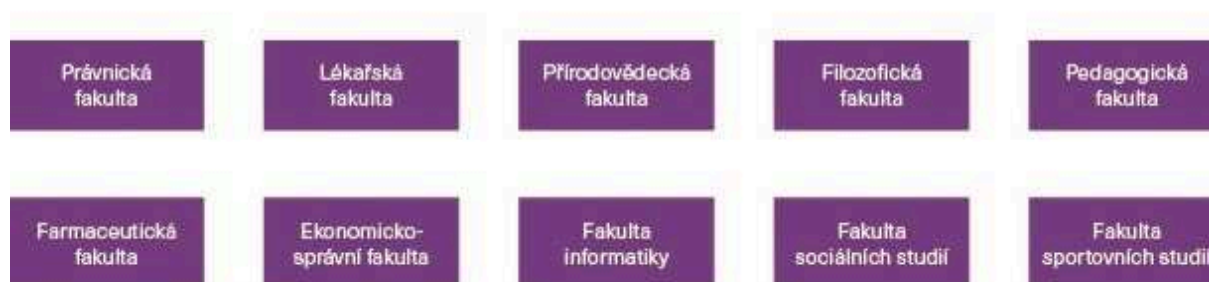 Právnická
fakulta
Lékařská
fakulta
Přírodovědecká
fakulta
Filozofická
fakulta
Pedagogická
fakulta
Farmaceutická
fakulta
Ekonomicko-
správní fakulta
Fakulta
informatiky
Fakulta
sociálních studií
Fakulta
sportovních studií